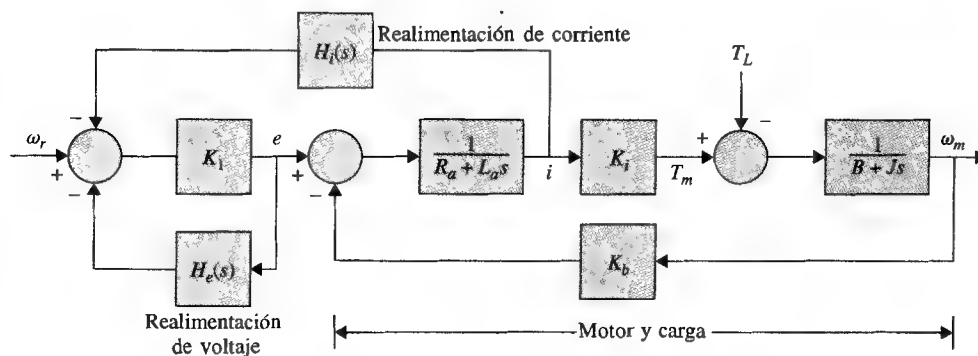 Realimentación de corriente
H_i(s)
T_L
ω_r
K_1
e
1
R_a + L_a s
i
K_i
T_m
1
B + Js
ω_m
H_e(s)
K_b
Realimentación
de voltaje
Motor y carga